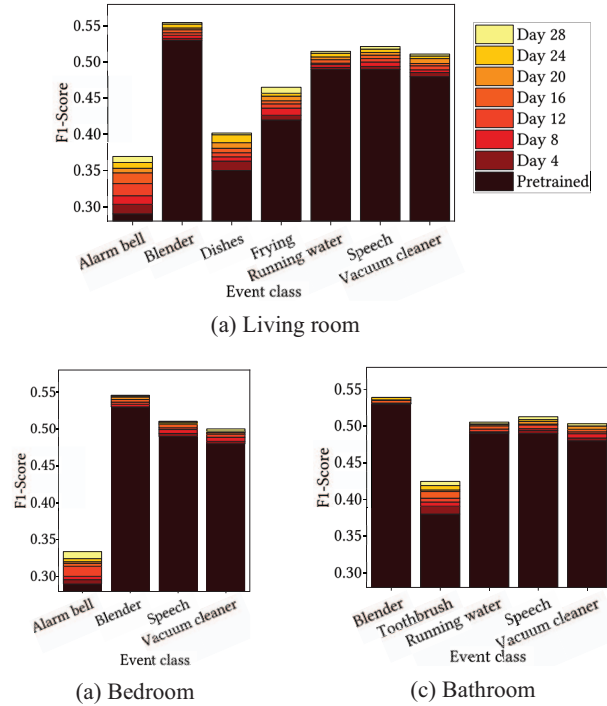 0.55
0.50
0.45
0.40
0.35
0.30
F1-Score
Alarm bell
Blender
Dishes
Frying
Running water
Speech
Vacuum cleaner
Event class
Day 28
Day 24
Day 20
Day 16
Day 12
Day 8
Day 4
Pretrained
(a) Living room
0.55
0.50
0.45
0.40
0.35
0.30
F1-Score
Alarm bell
Blender
Speech
Vacuum cleaner
Event class
(a) Bedroom
0.55
0.50
0.45
0.40
0.35
0.30
F1-Score
Blender
Toothbrush
Running water
Speech
Vacuum cleaner
Event class
(c) Bathroom